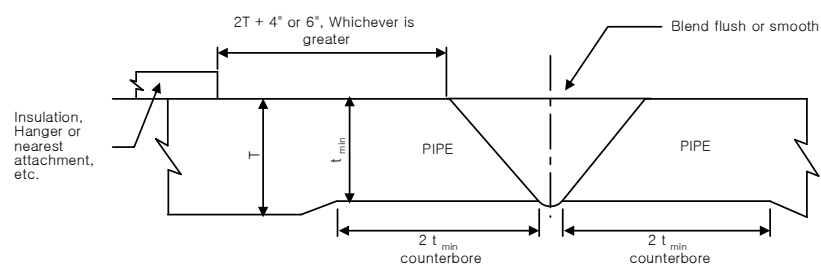 2T + 4" or 6", Whichever is
greater
Blend flush or smooth
Insulation,
Hanger or
nearest
attachment,
etc.
T
t min
PIPE
PIPE
2 t min
counterbore
2 t min
counterbore